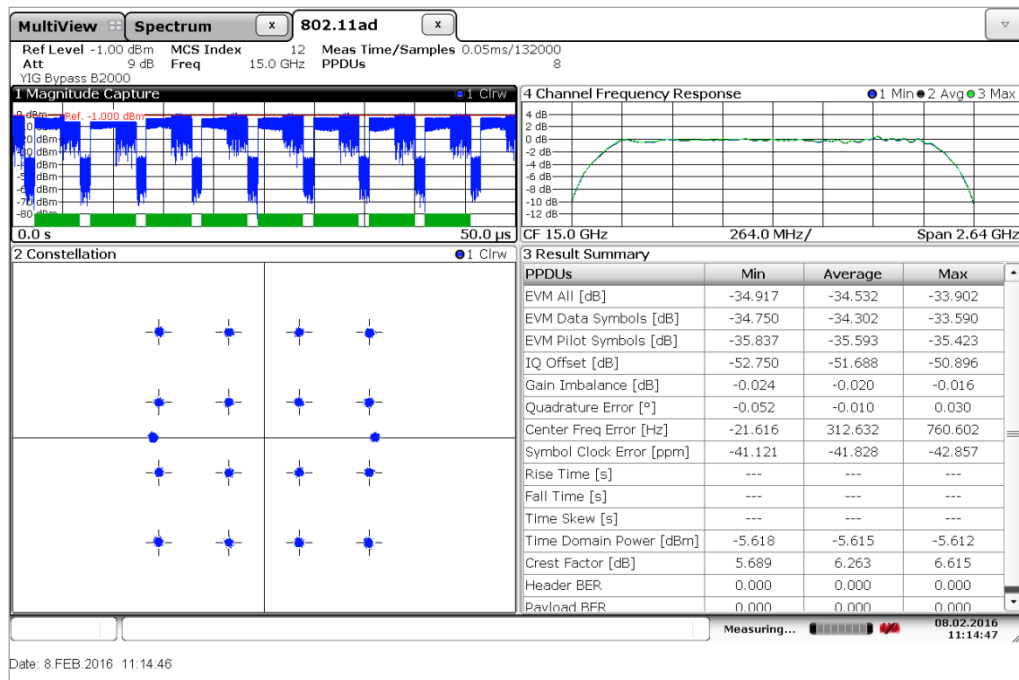 MultiView Spectrum x 802.11ad x
Ref Level -1.00 dBm MCS Index 12 Meas Time/Samples 0.05ms/132000
Att 9 dB Freq 15.0 GHz PPDUs 8
YIG Bypass B2000
1 Magnitude Capture 1 Clrw
Ref. -1.000 dBm
-80 dBm
0.0 s 50.0 µs
4 Channel Frequency Response 1 Min 2 Avg 3 Max
4 dB
2 dB
0 dB
-2 dB
-4 dB
-6 dB
-8 dB
-10 dB
-12 dB
CF 15.0 GHz 264.0 MHz/ Span 2.64 GHz
2 Constellation 1 Clrw
3 Result Summary
PPDUs Min Average Max
EVM All [dB] -34.917 -34.532 -33.902
EVM Data Symbols [dB] -34.750 -34.302 -33.590
EVM Pilot Symbols [dB] -35.837 -35.593 -35.423
IQ Offset [dB] -52.750 -51.688 -50.896
Gain Imbalance [dB] -0.024 -0.020 -0.016
Quadrature Error [°] -0.052 -0.010 0.030
Center Freq Error [Hz] -21.616 312.632 760.602
Symbol Clock Error [ppm] -41.121 -41.828 -42.857
Rise Time [s] --- --- ---
Fall Time [s] --- --- ---
Time Skew [s] --- --- ---
Time Domain Power [dBm] -5.618 -5.615 -5.612
Crest Factor [dB] 5.689 6.263 6.615
Header BER 0.000 0.000 0.000
Payload BER 0.000 0.000 0.000
Measuring... 08.02.2016
11:14:47
Date: 8.FEB.2016 11:14:46